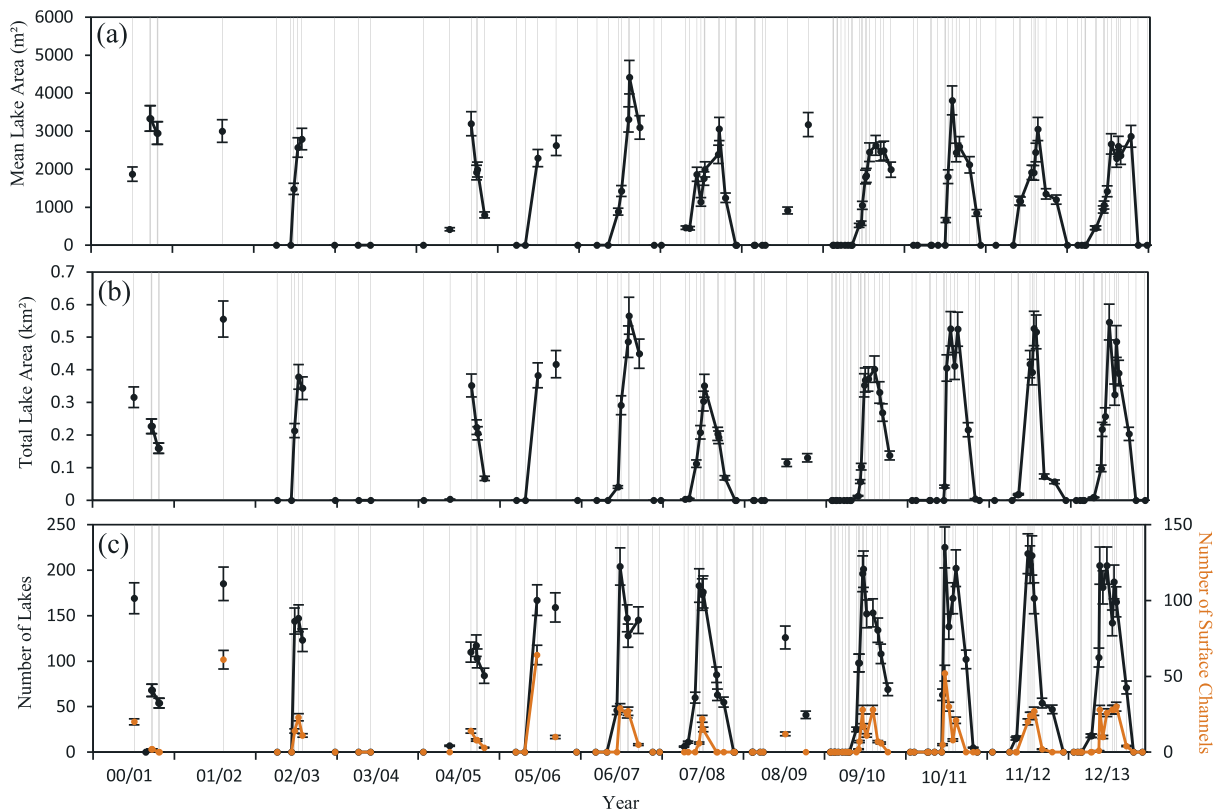 (a)
Mean Lake Area (m²)
6000
5000
4000
3000
2000
1000
0
(b)
Total Lake Area (km²)
0.7
0.6
0.5
0.4
0.3
0.2
0.1
0
(c)
Number of Lakes
250
200
150
100
50
0
150
100
50
0
Number of Surface Channels
00/01 01/02 02/03 03/04 04/05 05/06 06/07 07/08 08/09 09/10 10/11 11/12 12/13
Year